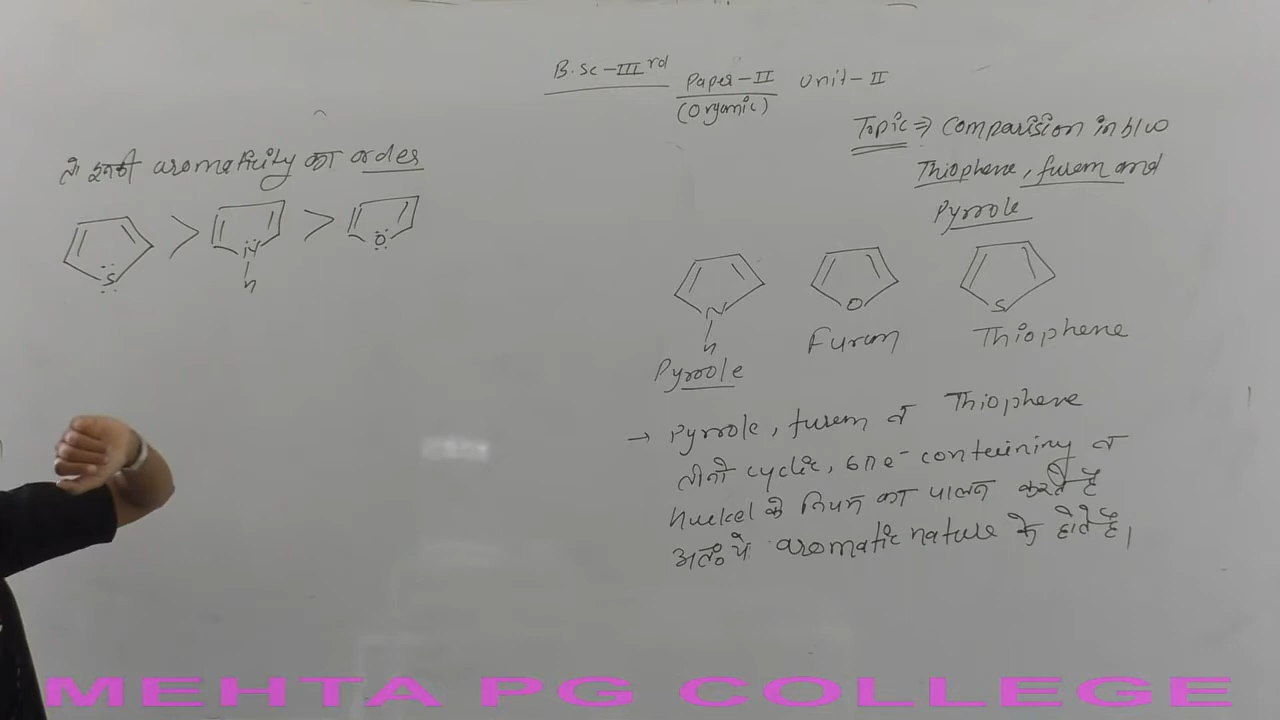 B.Sc-IIIrd
Paper-II Unit-II
(Organic)
Topic ⇒ Comparision in b/w
Thiophene, furan and
Pyrrole
तो इनकी aromaticity का order
S > N > O
H
N O S
H
Pyrrole Furan Thiophene
→ Pyrrole, furan व Thiophene
तीनों cyclic, 6πe⁻ containing व
Huckel के नियम का पालन करते है
अतः ये aromatic nature के होते है।
MEHTA PG COLLEGE